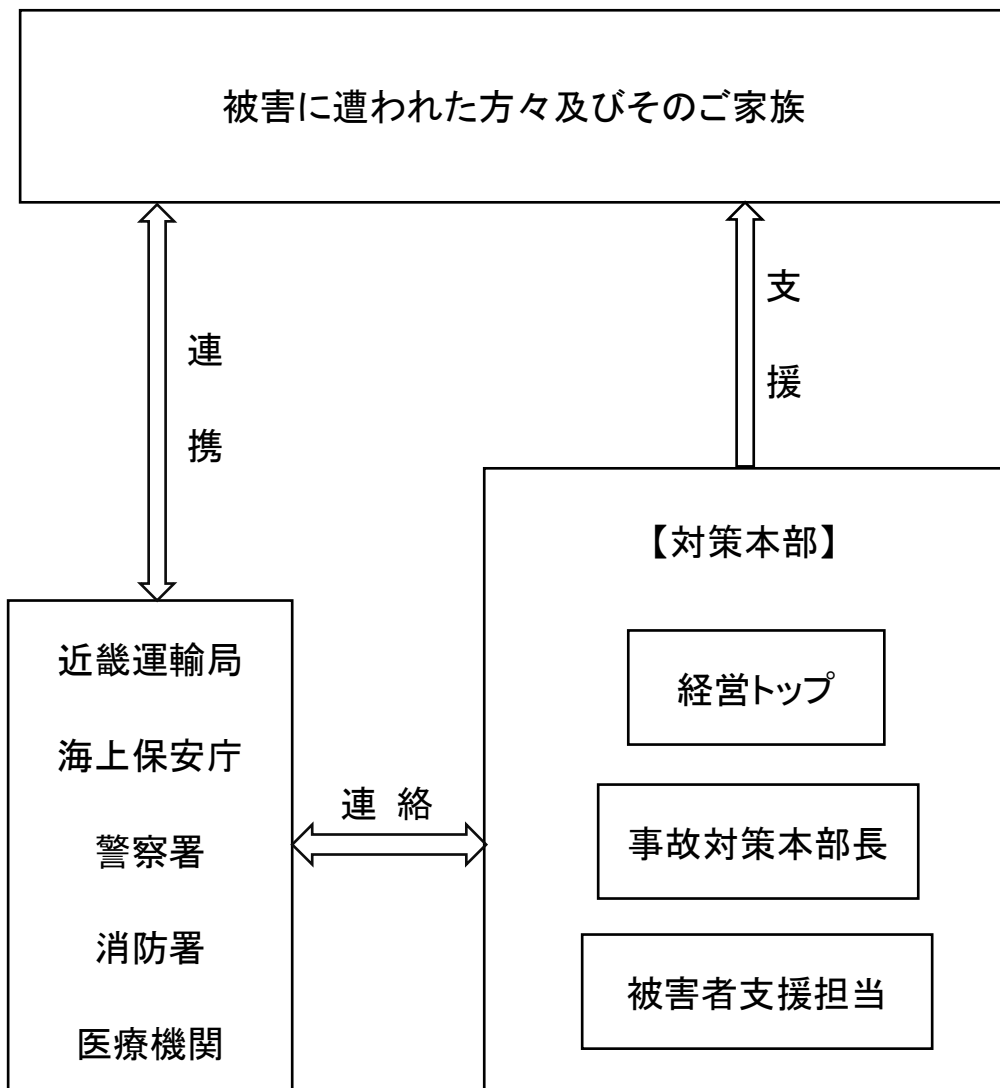 被害に遭われた方々及びそのご家族
支
援
連
携
【対策本部】
経営トップ
事故対策本部長
被害者支援担当
連 絡
近畿運輸局
海上保安庁
警察署
消防署
医療機関